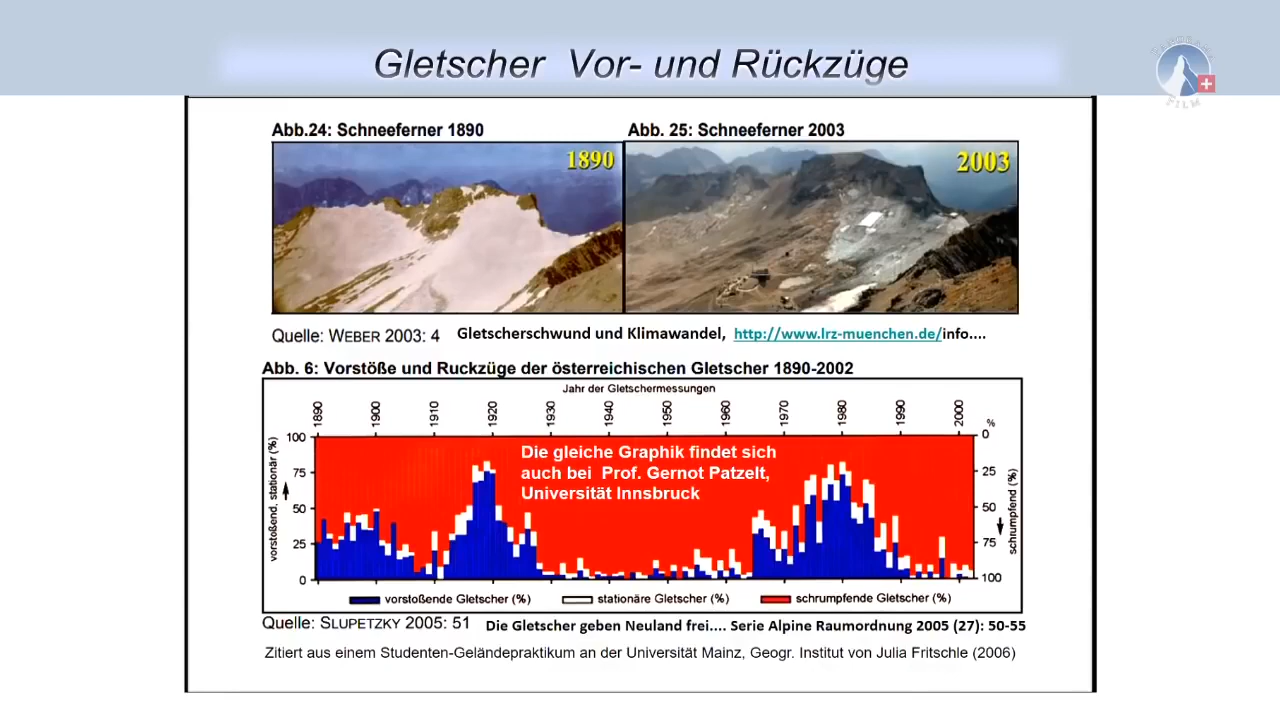 Gletscher Vor- und Rückzüge
PANORAMA
FILM
Abb.24: Schneeferner 1890
Abb. 25: Schneeferner 2003
1890
2003
Quelle: WEBER 2003: 4
Gletscherschwund und Klimawandel, http://www.lrz-muenchen.de/info....
Abb. 6: Vorstöße und Ruckzüge der österreichischen Gletscher 1890-2002
Jahr der Gletschermessungen
1890 1900 1910 1920 1930 1940 1950 1960 1970 1980 1990 2000
%
vorstoßend, stationär (%)
100
75
50
25
0
Die gleiche Graphik findet sich
auch bei Prof. Gernot Patzelt,
Universität Innsbruck
0
25
50
75
100
schrumpfend (%)
vorstoßende Gletscher (%) stationäre Gletscher (%) schrumpfende Gletscher (%)
Quelle: SLUPETZKY 2005: 51
Die Gletscher geben Neuland frei.... Serie Alpine Raumordnung 2005 (27): 50-55
Zitiert aus einem Studenten-Geländepraktikum an der Universität Mainz, Geogr. Institut von Julia Fritschle (2006)